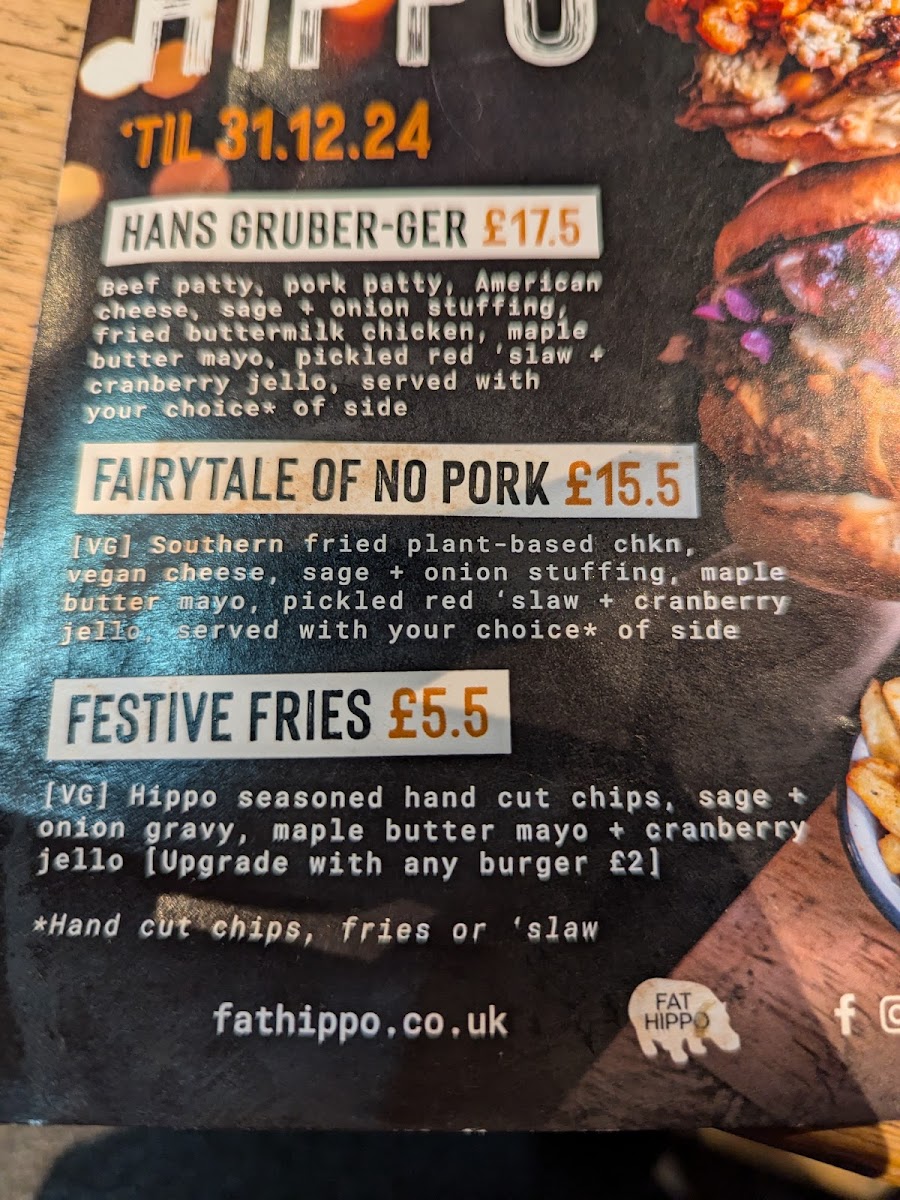 HIPPO
'TIL 31.12.24
HANS GRUBER-GER £17.5
Beef patty, pork patty, American
cheese, sage + onion stuffing,
fried buttermilk chicken, maple
butter mayo, pickled red 'slaw +
cranberry jello, served with
your choice* of side
FAIRYTALE OF NO PORK £15.5
[VG] Southern fried plant-based chkn,
vegan cheese, sage + onion stuffing, maple
butter mayo, pickled red 'slaw + cranberry
jello, served with your choice* of side
FESTIVE FRIES £5.5
[VG] Hippo seasoned hand cut chips, sage +
onion gravy, maple butter mayo + cranberry
jello [Upgrade with any burger £2]
*Hand cut chips, fries or 'slaw
fathippo.co.uk
FAT
HIPPO